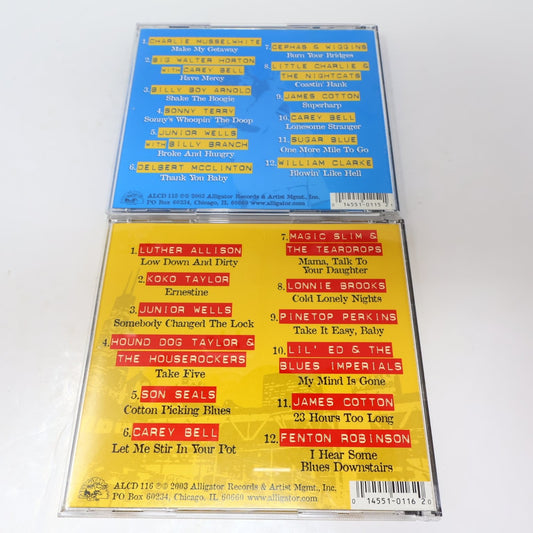 1. CHARLIE MUSSELWHITE
Make My Getaway
2. BIG WALTER HORTON
WITH CAREY BELL
Have Mercy
3. BILLY BOY ARNOLD
Shake The Boogie
4. SONNY TERRY
Sonny's Whoopin' The Doop
5. JUNIOR WELLS
WITH BILLY BRANCH
Broke And Hungry
6. DELBERT MCCLINTON
Thank You Baby
7. CEPHAS & WIGGINS
Burn Your Bridges
8. LITTLE CHARLIE &
THE NIGHTCATS
Coastin' Hank
9. JAMES COTTON
Superharp
10. CAREY BELL
Lonesome Stranger
11. SUGAR BLUE
One More Mile To Go
12. WILLIAM CLARKE
Blowin' Like Hell
ALCD 115 ℗© 2003 Alligator Records & Artist Mgmt., Inc.
PO Box 60234, Chicago, IL 60660 www.alligator.com
0 14551-0115
1. LUTHER ALLISON
Low Down And Dirty
2. KOKO TAYLOR
Ernestine
3. JUNIOR WELLS
Somebody Changed The Lock
4. HOUND DOG TAYLOR &
THE HOUSEROCKERS
Take Five
5. SON SEALS
Cotton Picking Blues
6. CAREY BELL
Let Me Stir In Your Pot
7. MAGIC SLIM &
THE TEARDROPS
Mama, Talk To
Your Daughter
8. LONNIE BROOKS
Cold Lonely Nights
9. PINETOP PERKINS
Take It Easy, Baby
10. LIL' ED & THE
BLUES IMPERIALS
My Mind Is Gone
11. JAMES COTTON
23 Hours Too Long
12. FENTON ROBINSON
I Hear Some
Blues Downstairs
ALCD 116 ℗© 2003 Alligator Records & Artist Mgmt., Inc.
PO Box 60234, Chicago, IL 60660 www.alligator.com
0 14551-0116 2